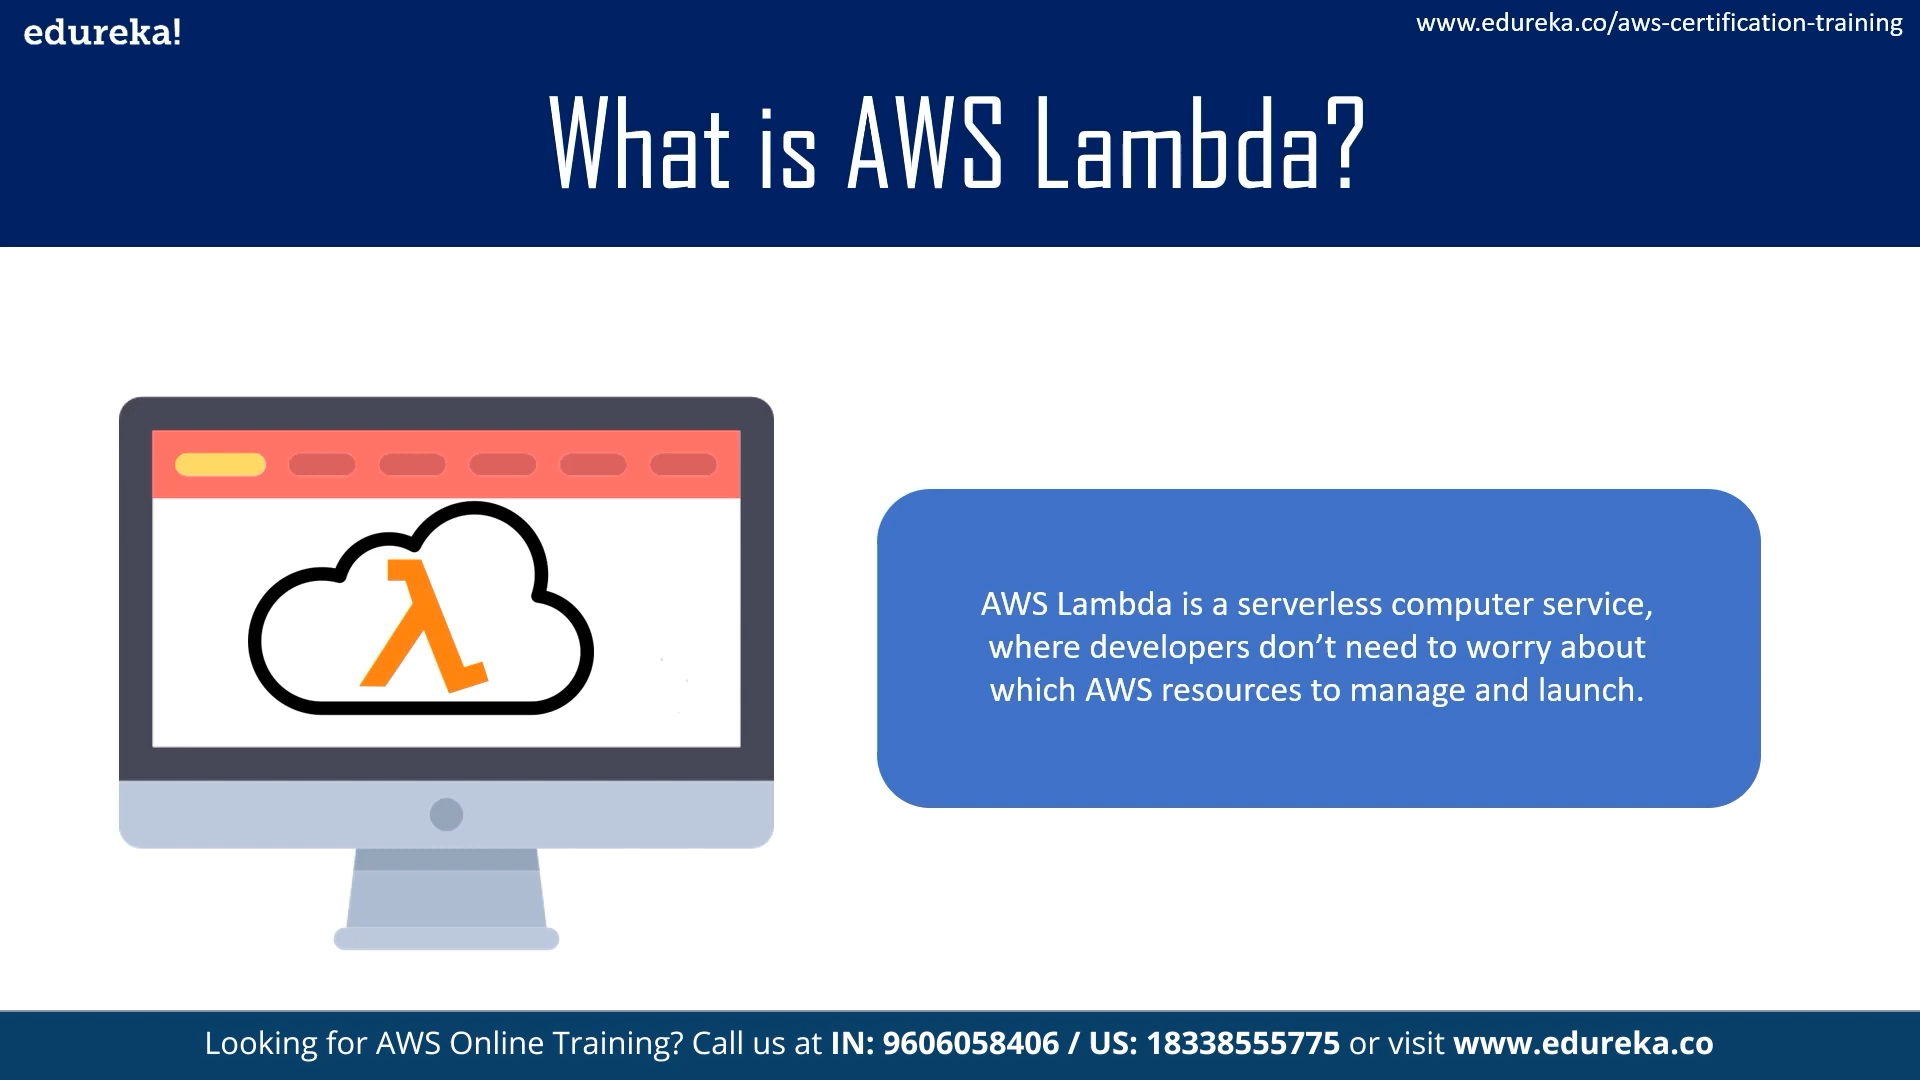 edureka!
www.edureka.co/aws-certification-training
What is AWS Lambda?
AWS Lambda is a serverless computer service,
where developers don’t need to worry about
which AWS resources to manage and launch.
Looking for AWS Online Training? Call us at IN: 9606058406 / US: 18338555775 or visit www.edureka.co